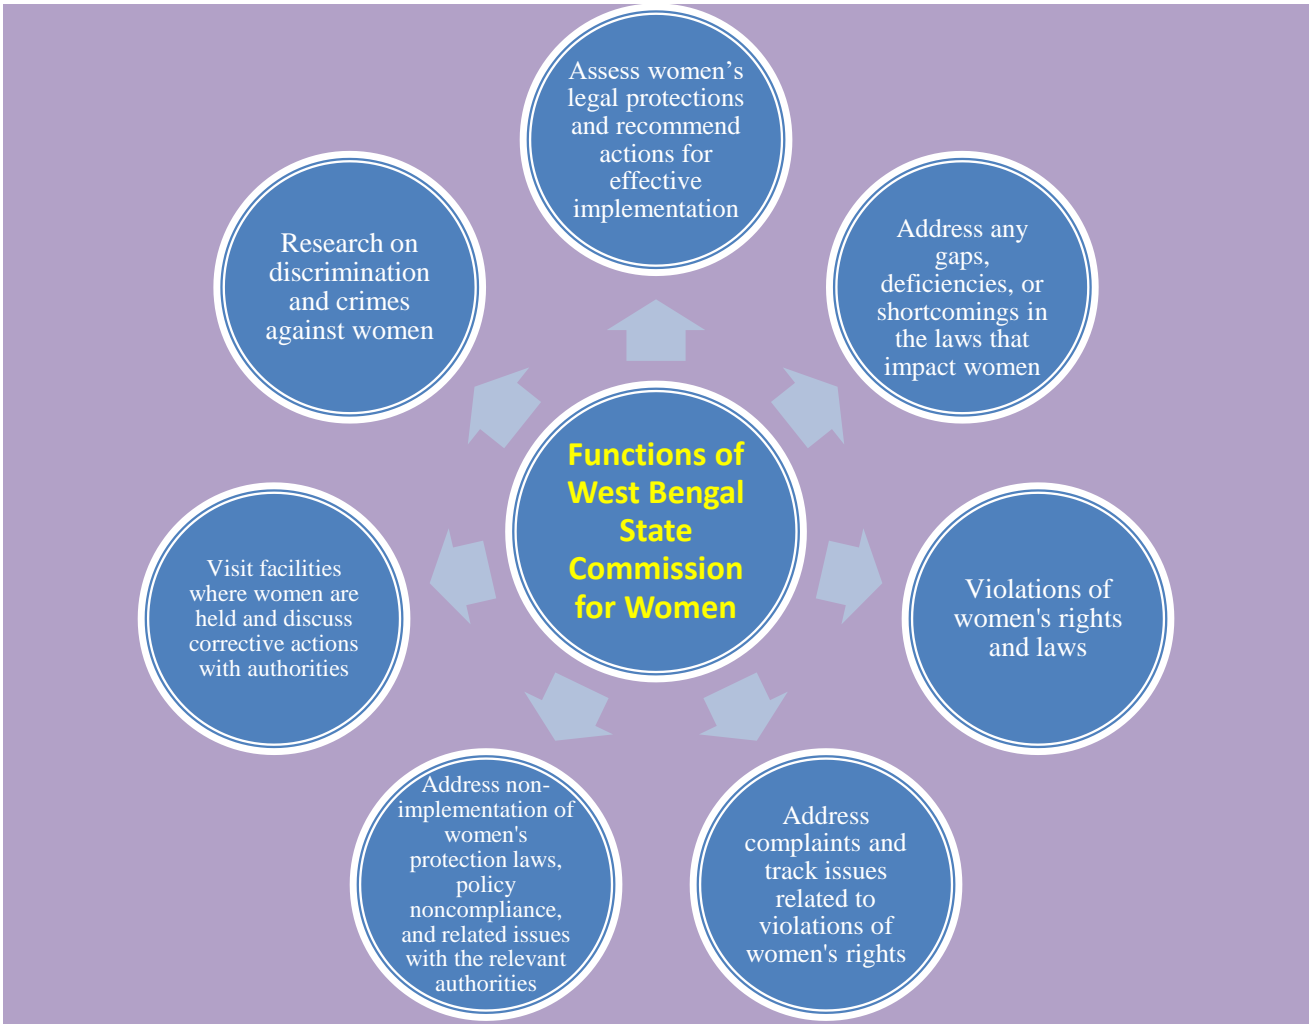 Assess women’s
legal protections
and recommend
actions for
effective
implementation
Address any
gaps,
deficiencies, or
shortcomings in
the laws that
impact women
Violations of
women's rights
and laws
Address
complaints and
track issues
related to
violations of
women's rights
Address non-
implementation of
women's
protection laws,
policy
noncompliance,
and related issues
with the relevant
authorities
Visit facilities
where women are
held and discuss
corrective actions
with authorities
Research on
discrimination
and crimes
against women
Functions of
West Bengal
State
Commission
for Women